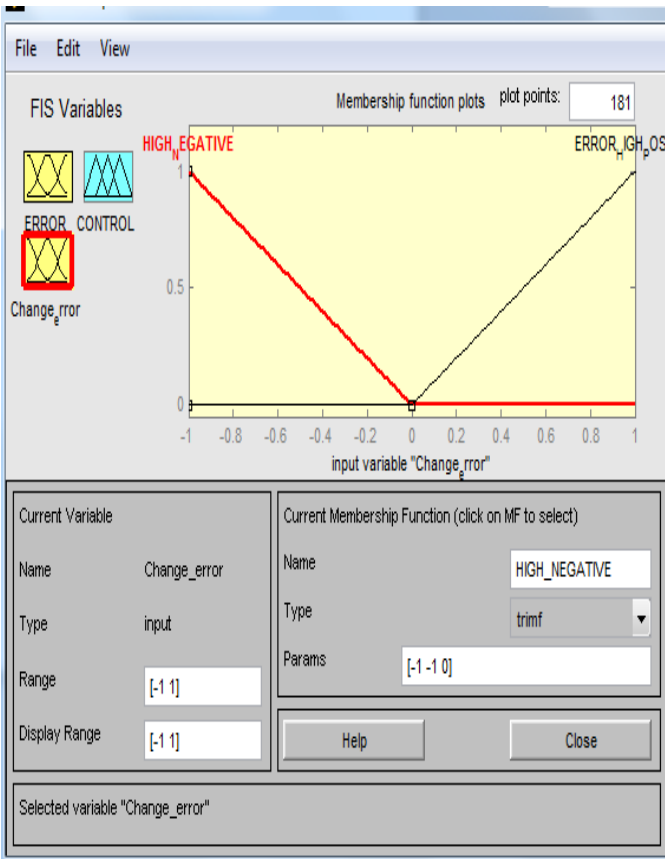 File Edit View
FIS Variables
Membership function plots plot points: 181
HIGH_NEGATIVE
ERROR_HIGH_POS
1
ERROR CONTROL
0.5
Change_error
0
-1 -0.8 -0.6 -0.4 -0.2 0 0.2 0.4 0.6 0.8 1
input variable "Change_error"
Current Variable
Name Change_error
Type input
Range [-1 1]
Display Range [-1 1]
Current Membership Function (click on MF to select)
Name HIGH_NEGATIVE
Type trimf
Params [-1 -1 0]
Help Close
Selected variable "Change_error"